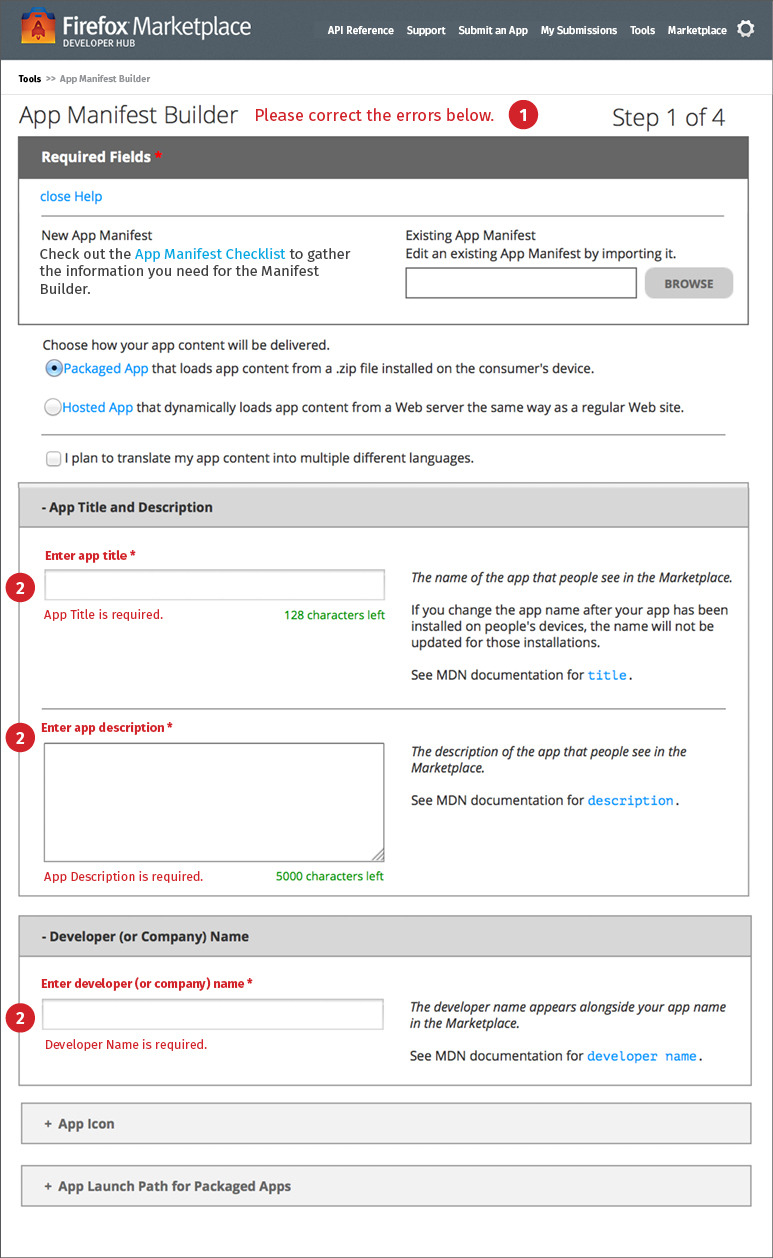 Firefox Marketplace
DEVELOPER HUB
API Reference Support Submit an App My Submissions Tools Marketplace
Tools >> App Manifest Builder
App Manifest Builder Please correct the errors below. 1 Step 1 of 4
Required Fields *
close Help
New App Manifest
Check out the App Manifest Checklist to gather
the information you need for the Manifest
Builder.
Existing App Manifest
Edit an existing App Manifest by importing it.
BROWSE
Choose how your app content will be delivered.
Packaged App that loads app content from a .zip file installed on the consumer's device.
Hosted App that dynamically loads app content from a Web server the same way as a regular Web site.
I plan to translate my app content into multiple different languages.
- App Title and Description
Enter app title *
2
App Title is required. 128 characters left
The name of the app that people see in the Marketplace.
If you change the app name after your app has been
installed on people's devices, the name will not be
updated for those installations.
See MDN documentation for title.
2 Enter app description *
App Description is required. 5000 characters left
The description of the app that people see in the
Marketplace.
See MDN documentation for description.
- Developer (or Company) Name
Enter developer (or company) name *
2
Developer Name is required.
The developer name appears alongside your app name
in the Marketplace.
See MDN documentation for developer name.
+ App Icon
+ App Launch Path for Packaged Apps